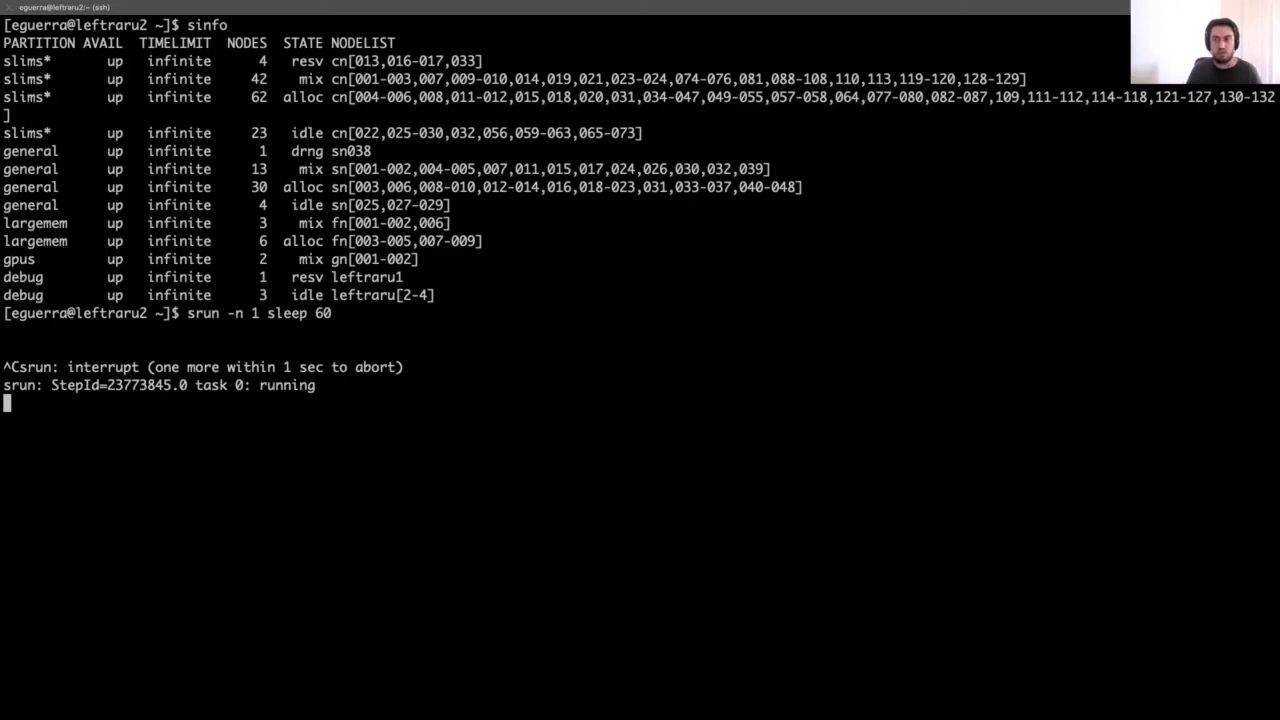 eguerra@leftraru2:~ (ssh)
[eguerra@leftraru2 ~]$ sinfo
PARTITION AVAIL  TIMELIMIT  NODES  STATE NODELIST
slims*       up   infinite      4   resv cn[013,016-017,033]
slims*       up   infinite     42    mix cn[001-003,007,009-010,014,019,021,023-024,074-076,081,088-108,110,113,119-120,128-129]
slims*       up   infinite     62  alloc cn[004-006,008,011-012,015,018,020,031,034-047,049-055,057-058,064,077-080,082-087,109,111-112,114-118,121-127,130-132
]
slims*       up   infinite     23   idle cn[022,025-030,032,056,059-063,065-073]
general      up   infinite      1   drng sn038
general      up   infinite     13    mix sn[001-002,004-005,007,011,015,017,024,026,030,032,039]
general      up   infinite     30  alloc sn[003,006,008-010,012-014,016,018-023,031,033-037,040-048]
general      up   infinite      4   idle sn[025,027-029]
largemem     up   infinite      3    mix fn[001-002,006]
largemem     up   infinite      6  alloc fn[003-005,007-009]
gpus         up   infinite      2    mix gn[001-002]
debug        up   infinite      1   resv leftraru1
debug        up   infinite      3   idle leftraru[2-4]
[eguerra@leftraru2 ~]$ srun -n 1 sleep 60
^Csrun: interrupt (one more within 1 sec to abort)
srun: StepId=23773845.0 task 0: running